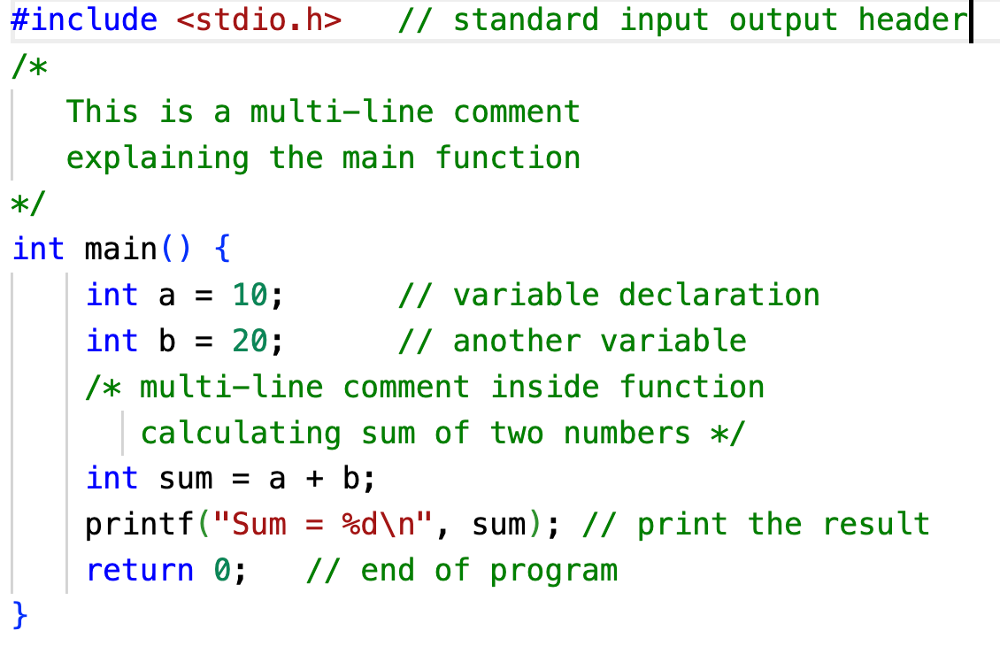 #include <stdio.h>   // standard input output header
/*
   This is a multi-line comment
   explaining the main function
*/
int main() {
    int a = 10;      // variable declaration
    int b = 20;      // another variable
    /* multi-line comment inside function
       calculating sum of two numbers */
    int sum = a + b;
    printf("Sum = %d\n", sum); // print the result
    return 0;   // end of program
}